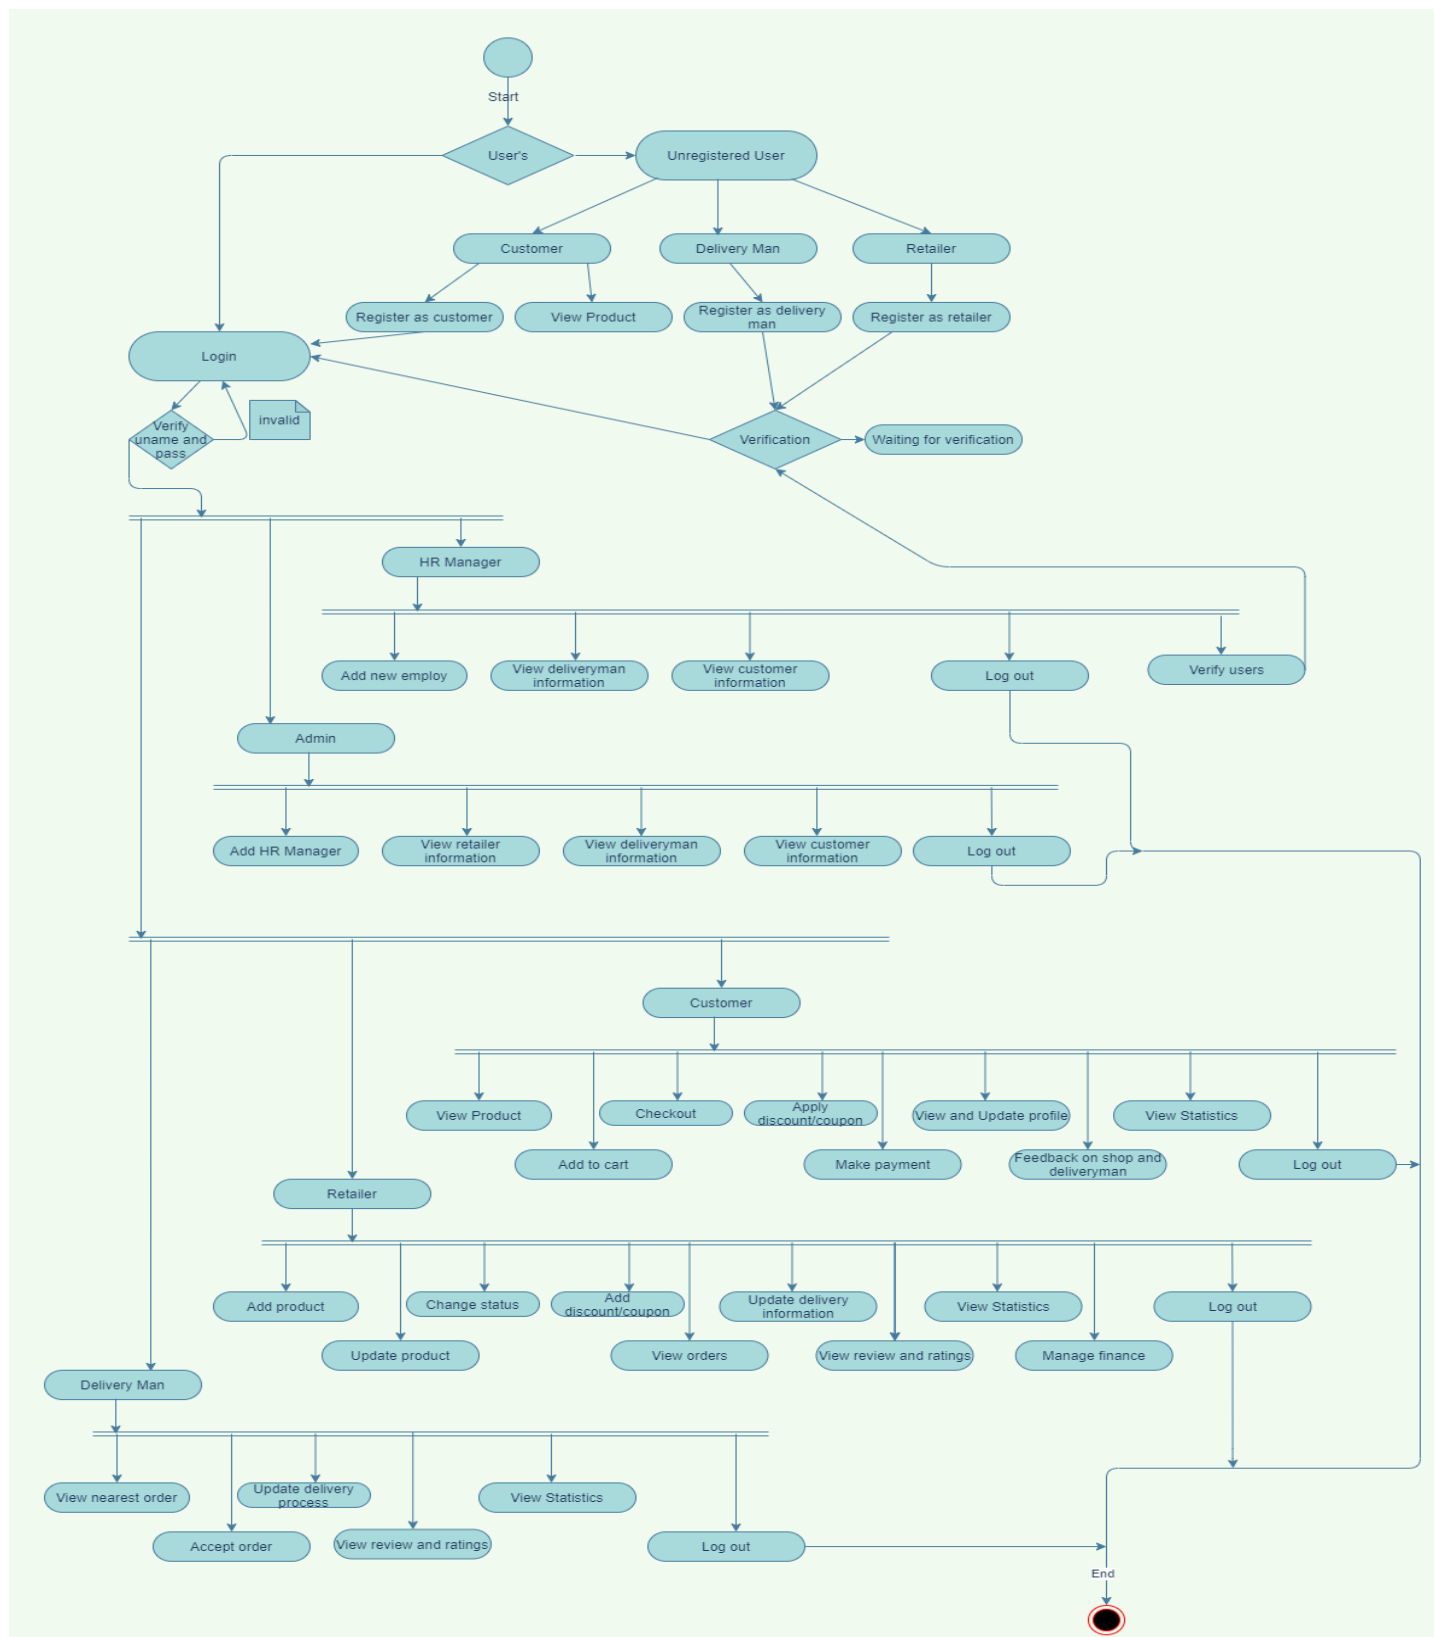 Start
User's
Unregistered User
Customer
Delivery Man
Retailer
Register as customer
View Product
Register as delivery
man
Register as retailer
Login
invalid
Verify
uname and
pass
Verification
Waiting for verification
HR Manager
Add new employ
View deliveryman
information
View customer
information
Log out
Verify users
Admin
Add HR Manager
View retailer
information
View deliveryman
information
View customer
information
Log out
Customer
View Product
Checkout
Apply
discount/coupon
View and Update profile
View Statistics
Add to cart
Make payment
Feedback on shop and
deliveryman
Log out
Retailer
Add product
Change status
Add
discount/coupon
Update delivery
information
View Statistics
Log out
Update product
View orders
View review and ratings
Manage finance
Delivery Man
View nearest order
Update delivery
process
View Statistics
Accept order
View review and ratings
Log out
End